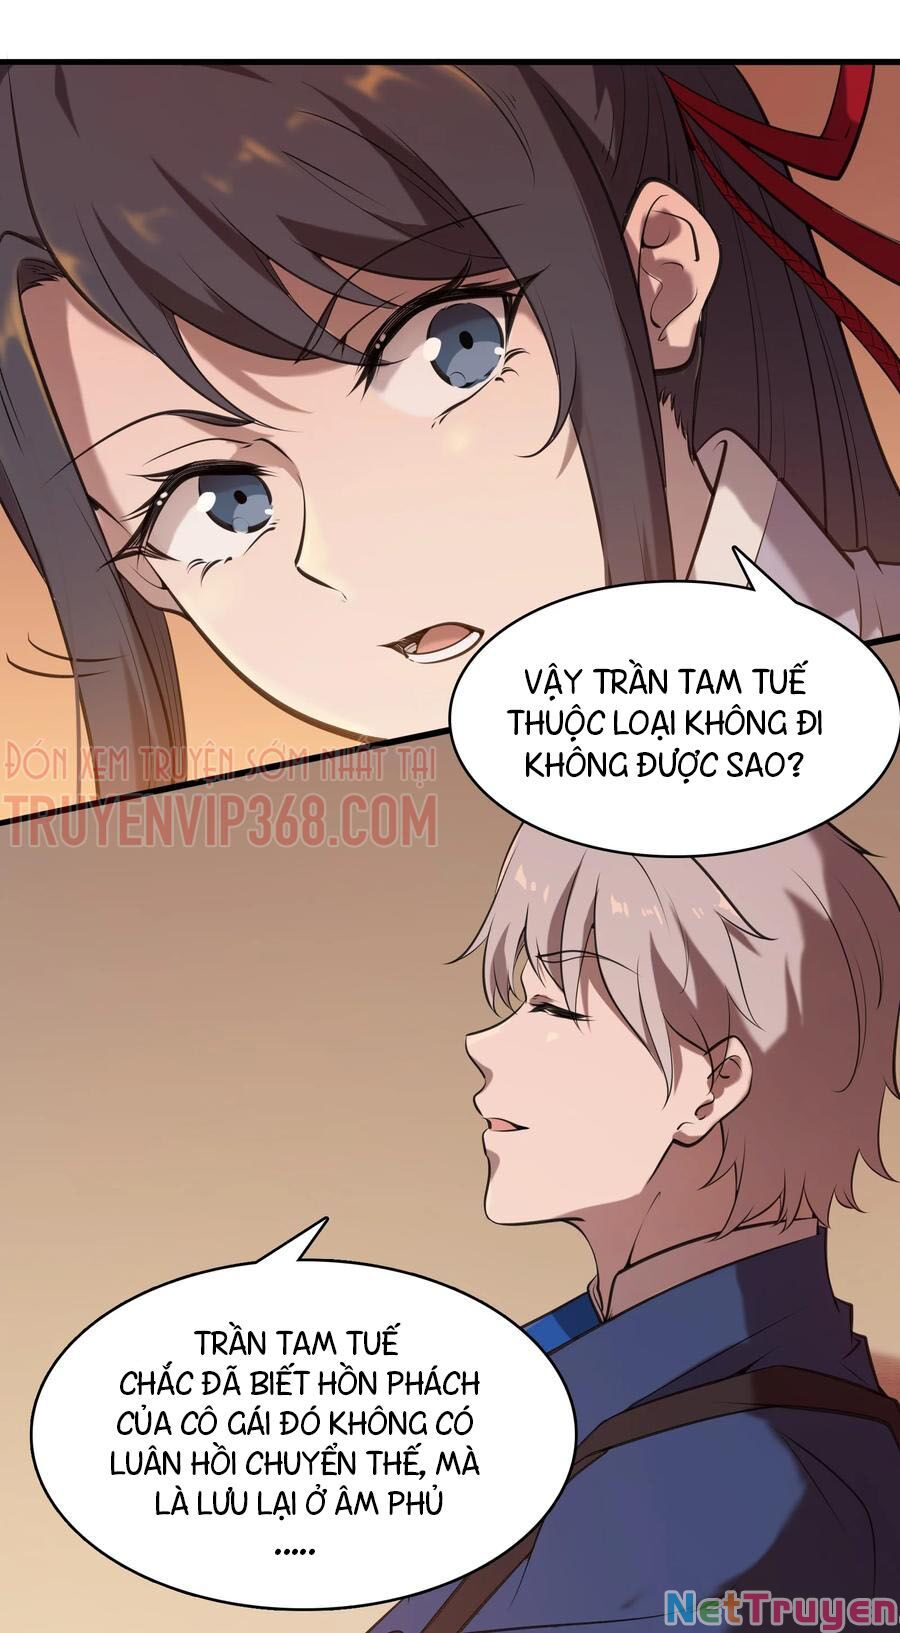 VẬY TRẦN TAM TUẾ
THUỘC LOẠI KHÔNG ĐI
KHÔNG ĐƯỢC SAO?
ĐÓN XEM TRUYỆN SỚM NHẤT TẠI
TRUYENVIP368.COM
TRẦN TAM TUẾ
CHẮC ĐÃ BIẾT HỒN PHÁCH
CỦA CÔ GÁI ĐÓ KHÔNG CÓ
LUÂN HỒI CHUYỂN THẾ, MÀ
LÀ LƯU LẠI Ở ÂM PHỦ
.....
NetTruyen